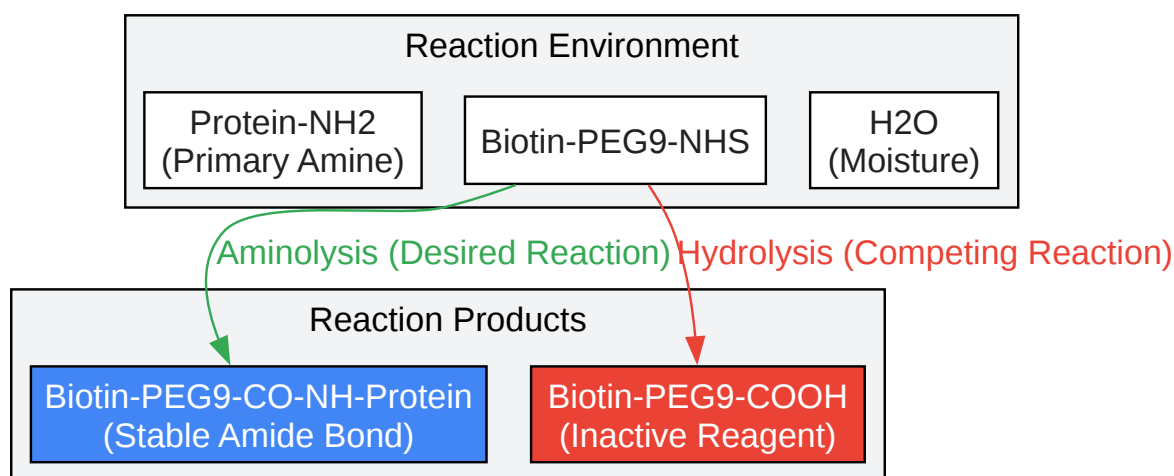 Reaction Environment
Protein-NH2
(Primary Amine)
Biotin-PEG9-NHS
H2O
(Moisture)
Aminolysis (Desired Reaction)
Hydrolysis (Competing Reaction)
Reaction Products
Biotin-PEG9-CO-NH-Protein
(Stable Amide Bond)
Biotin-PEG9-COOH
(Inactive Reagent)